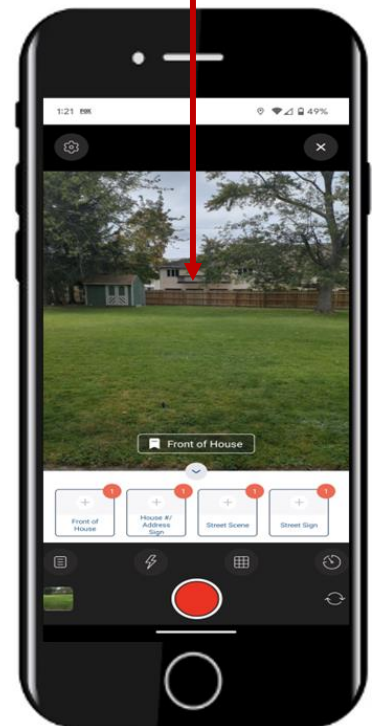 1:21
49%
Front of House
1
1
1
1
Front of
House
House #/
Address
Sign
Street Scene
Street Sign